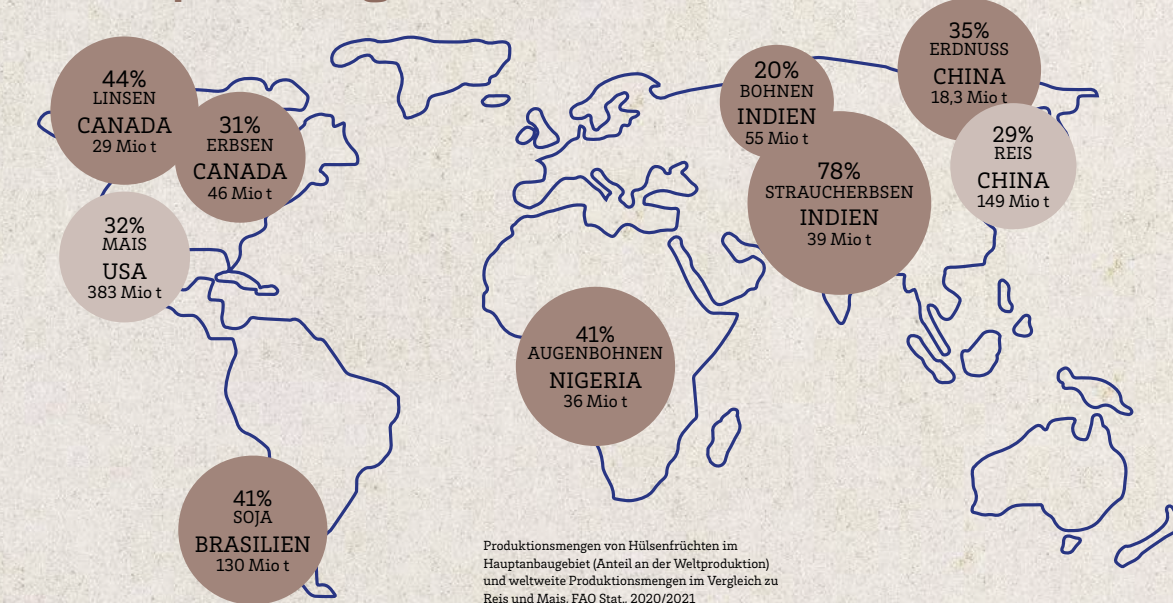 44%
LINSEN
CANADA
29 Mio t
31%
ERBSEN
CANADA
46 Mio t
32%
MAIS
USA
383 Mio t
41%
SOJA
BRASILIEN
130 Mio t
41%
AUGENBOHNEN
NIGERIA
36 Mio t
20%
BOHNEN
INDIEN
55 Mio t
78%
STRAUCHERBSEN
INDIEN
39 Mio t
35%
ERDNUSS
CHINA
18,3 Mio t
29%
REIS
CHINA
149 Mio t
Produktionsmengen von Hülsenfrüchten im
Hauptanbaugebiet (Anteil an der Weltproduktion)
und weltweite Produktionsmengen im Vergleich zu
Reis und Mais. FAO Stat., 2020/2021